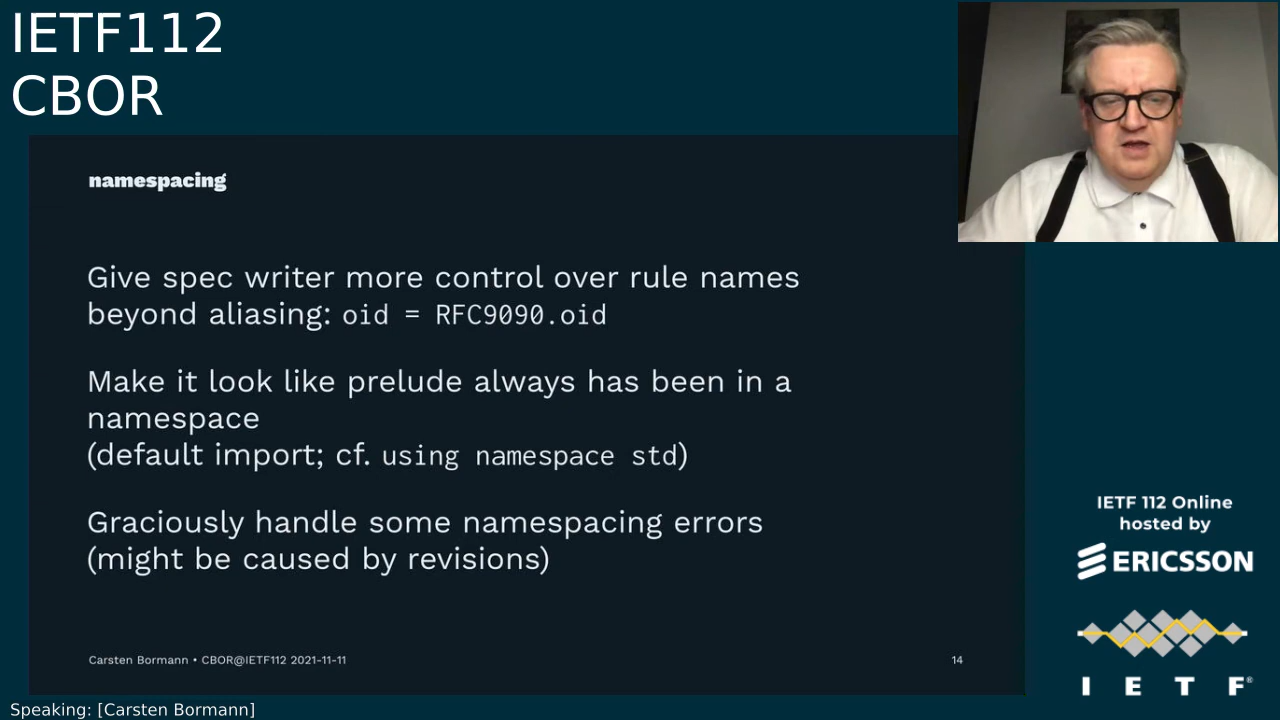 IETF112
CBOR
namespacing
Give spec writer more control over rule names
beyond aliasing: oid = RFC9090.oid
Make it look like prelude always has been in a
namespace
(default import; cf. using namespace std)
Graciously handle some namespacing errors
(might be caused by revisions)
Carsten Bormann • CBOR@IETF112 2021-11-11
14
IETF 112 Online
hosted by
ERICSSON
I E T F®
Speaking: [Carsten Bormann]